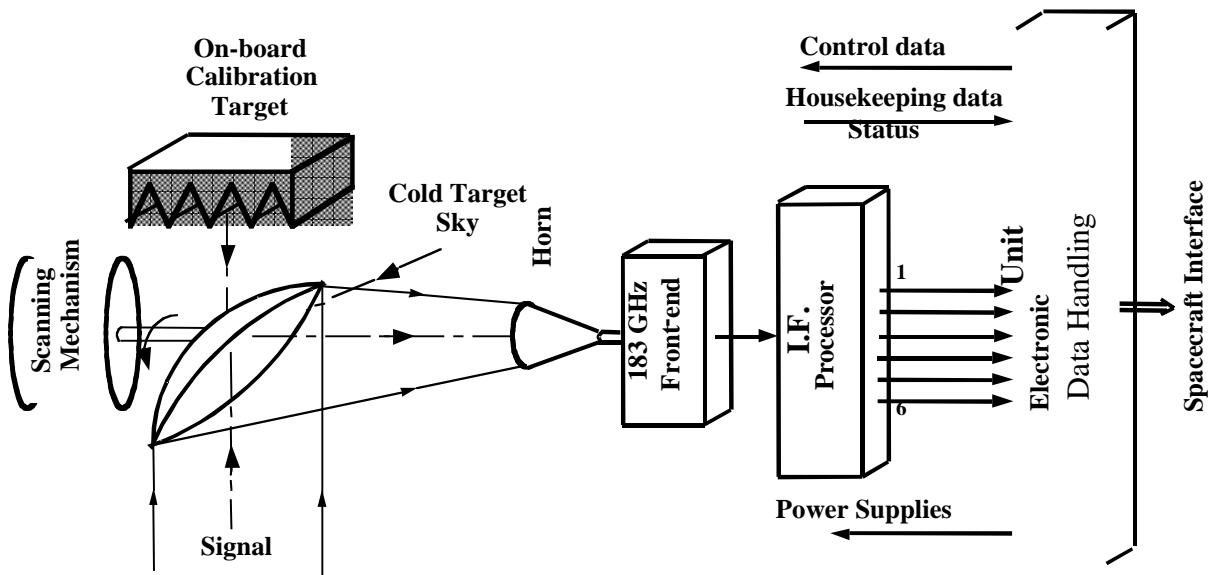 On-board
Calibration
Target
Control data
Housekeeping data
Status
Cold Target
Sky
Scanning
Mechanism
Horn
183 GHz
Front-end
I.F.
Processor
1
6
Unit
Electronic
Data Handling
Spacecraft Interface
Signal
Power Supplies